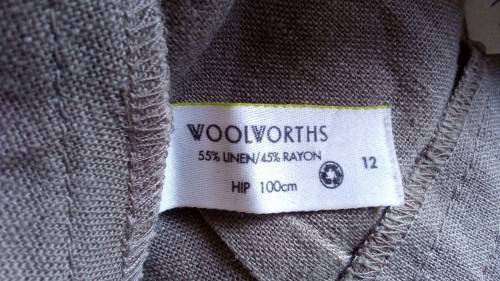 WOOLWORTHS
55% LINEN/45% RAYON
12
HIP 100cm